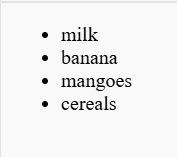 • milk
• banana
• mangoes
• cereals